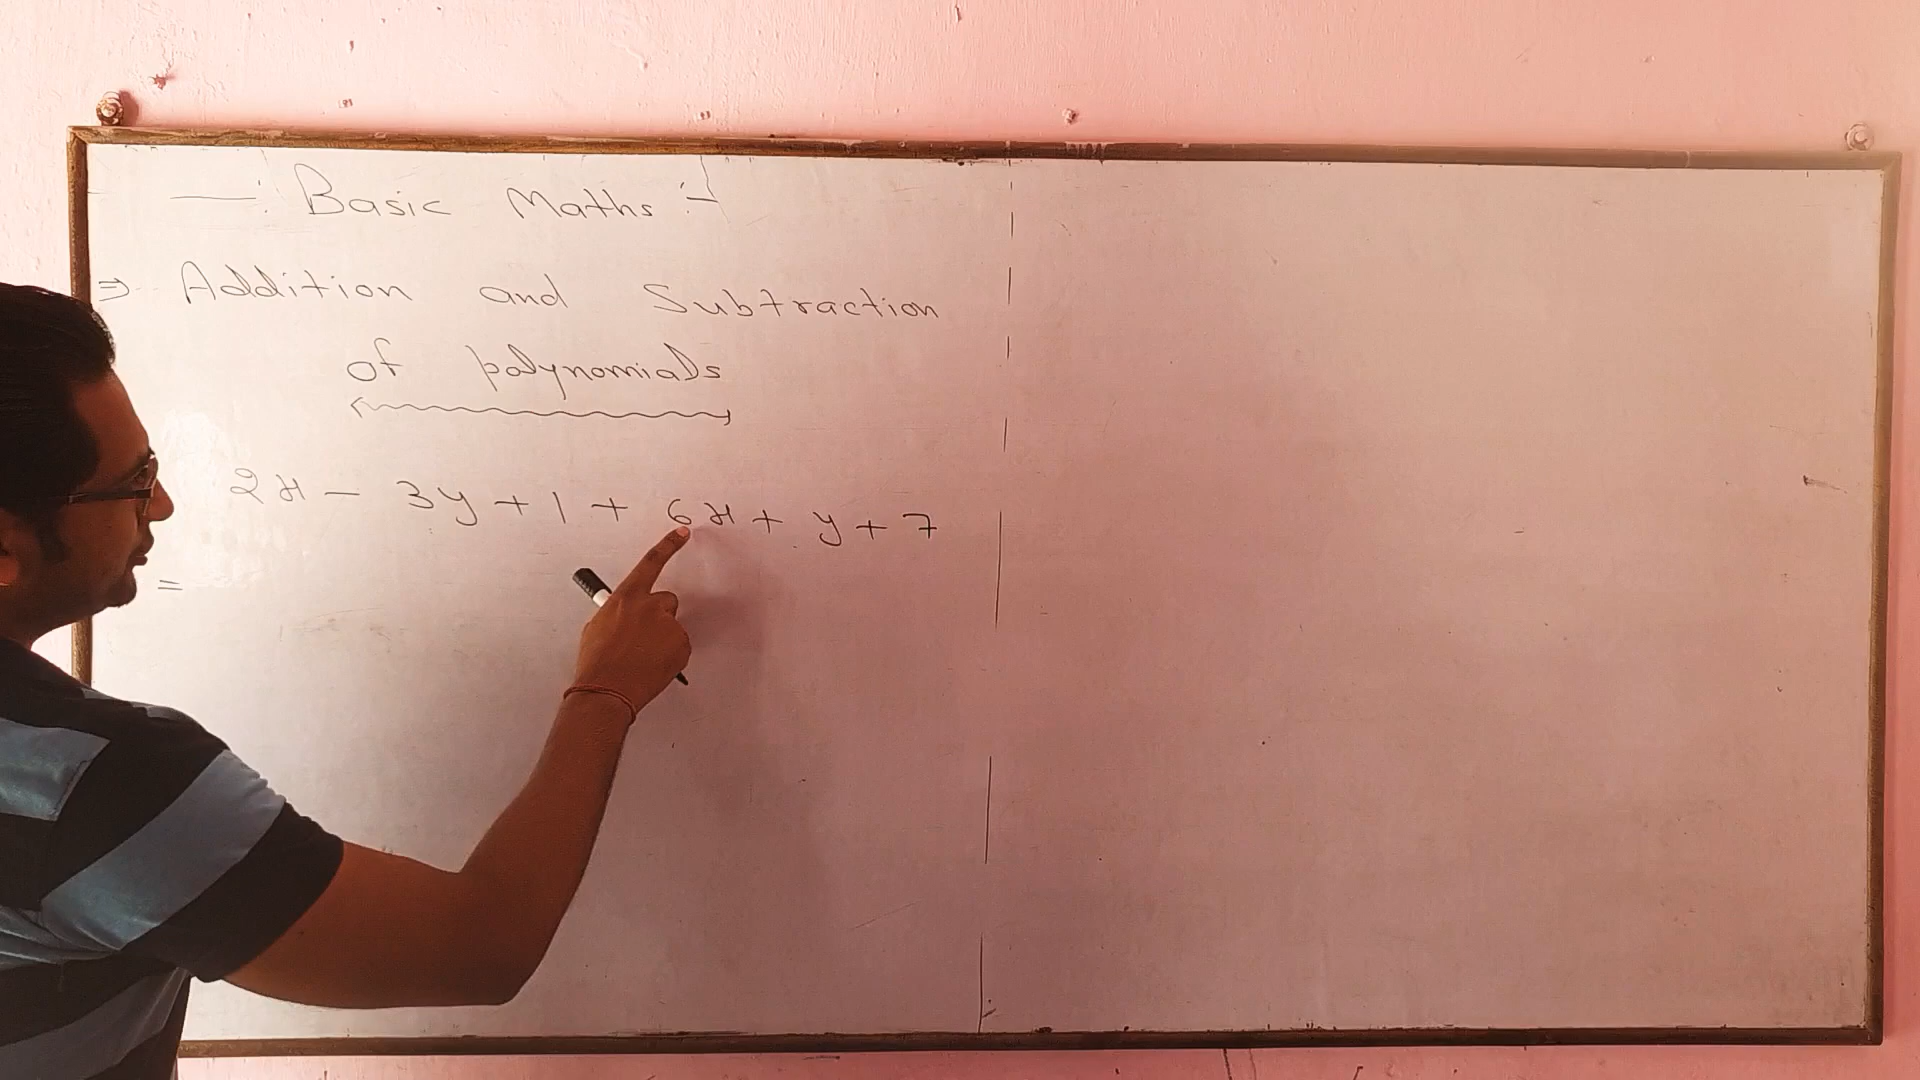 —: Basic Maths :-
⇒ Addition and Subtraction
of polynomials
2x - 3y + 1 + 6x + y + 7
=